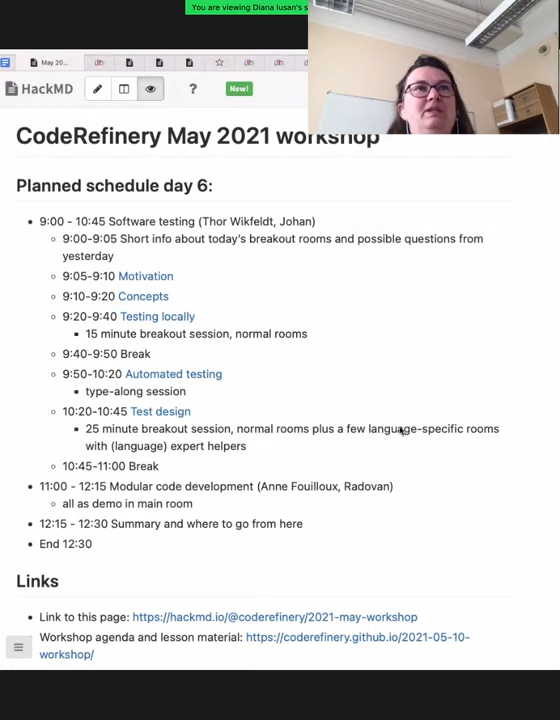 You are viewing Diana Iusan's s
May 20...
HackMD
?
New!
CodeRefinery May 2021 workshop
Planned schedule day 6:
9:00 - 10:45 Software testing (Thor Wikfeldt, Johan)
9:00-9:05 Short info about today's breakout rooms and possible questions from
yesterday
9:05-9:10 Motivation
9:10-9:20 Concepts
9:20-9:40 Testing locally
15 minute breakout session, normal rooms
9:40-9:50 Break
9:50-10:20 Automated testing
type-along session
10:20-10:45 Test design
25 minute breakout session, normal rooms plus a few language-specific rooms
with (language) expert helpers
10:45-11:00 Break
11:00 - 12:15 Modular code development (Anne Fouilloux, Radovan)
all as demo in main room
12:15 - 12:30 Summary and where to go from here
End 12:30
Links
Link to this page: https://hackmd.io/@coderefinery/2021-may-workshop
Workshop agenda and lesson material: https://coderefinery.github.io/2021-05-10-
workshop/